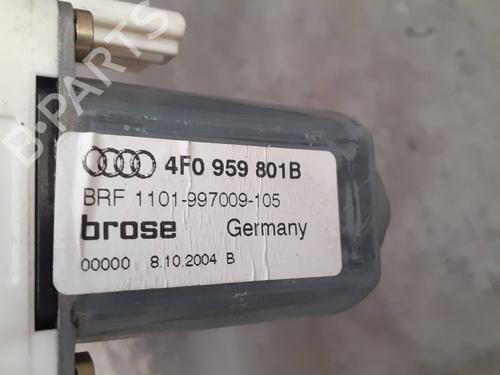 B-PARTS
4F0 959 801B
BRF 1101-997009-105
brose Germany
00000 8.10.2004 B